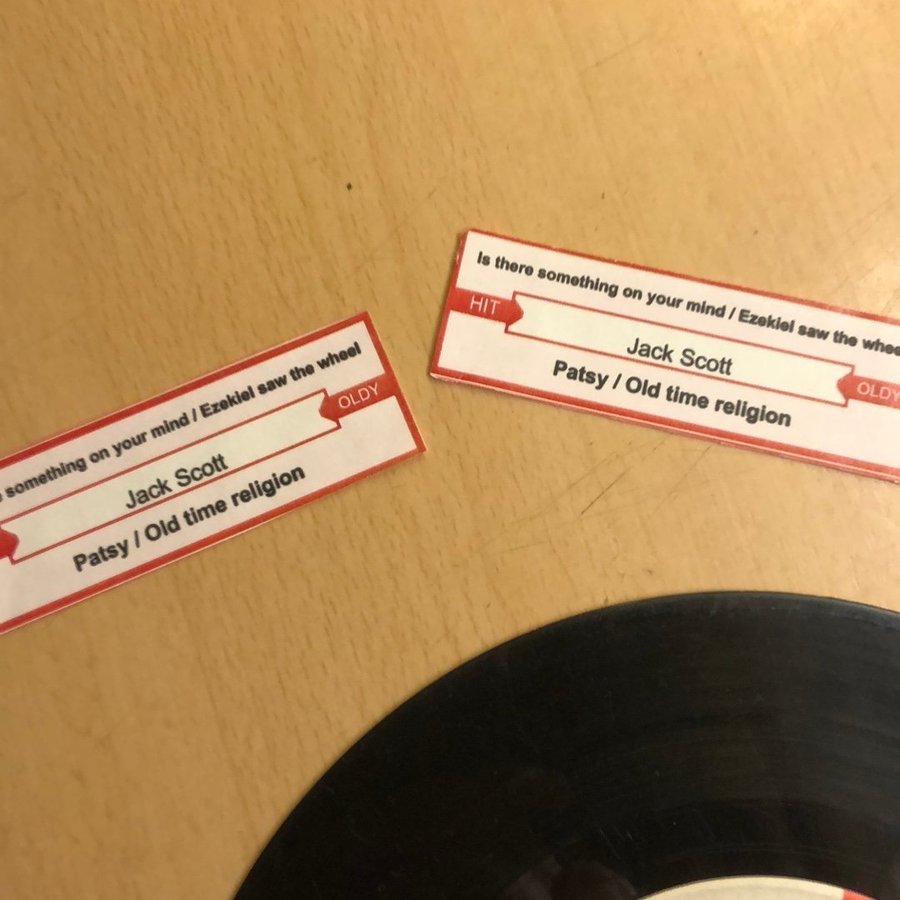 something on your mind / Ezekiel saw the wheel
OLDY
Jack Scott
Patsy / Old time religion
Is there something on your mind / Ezekiel saw the whee
HIT
Jack Scott
OLDY
Patsy / Old time religion